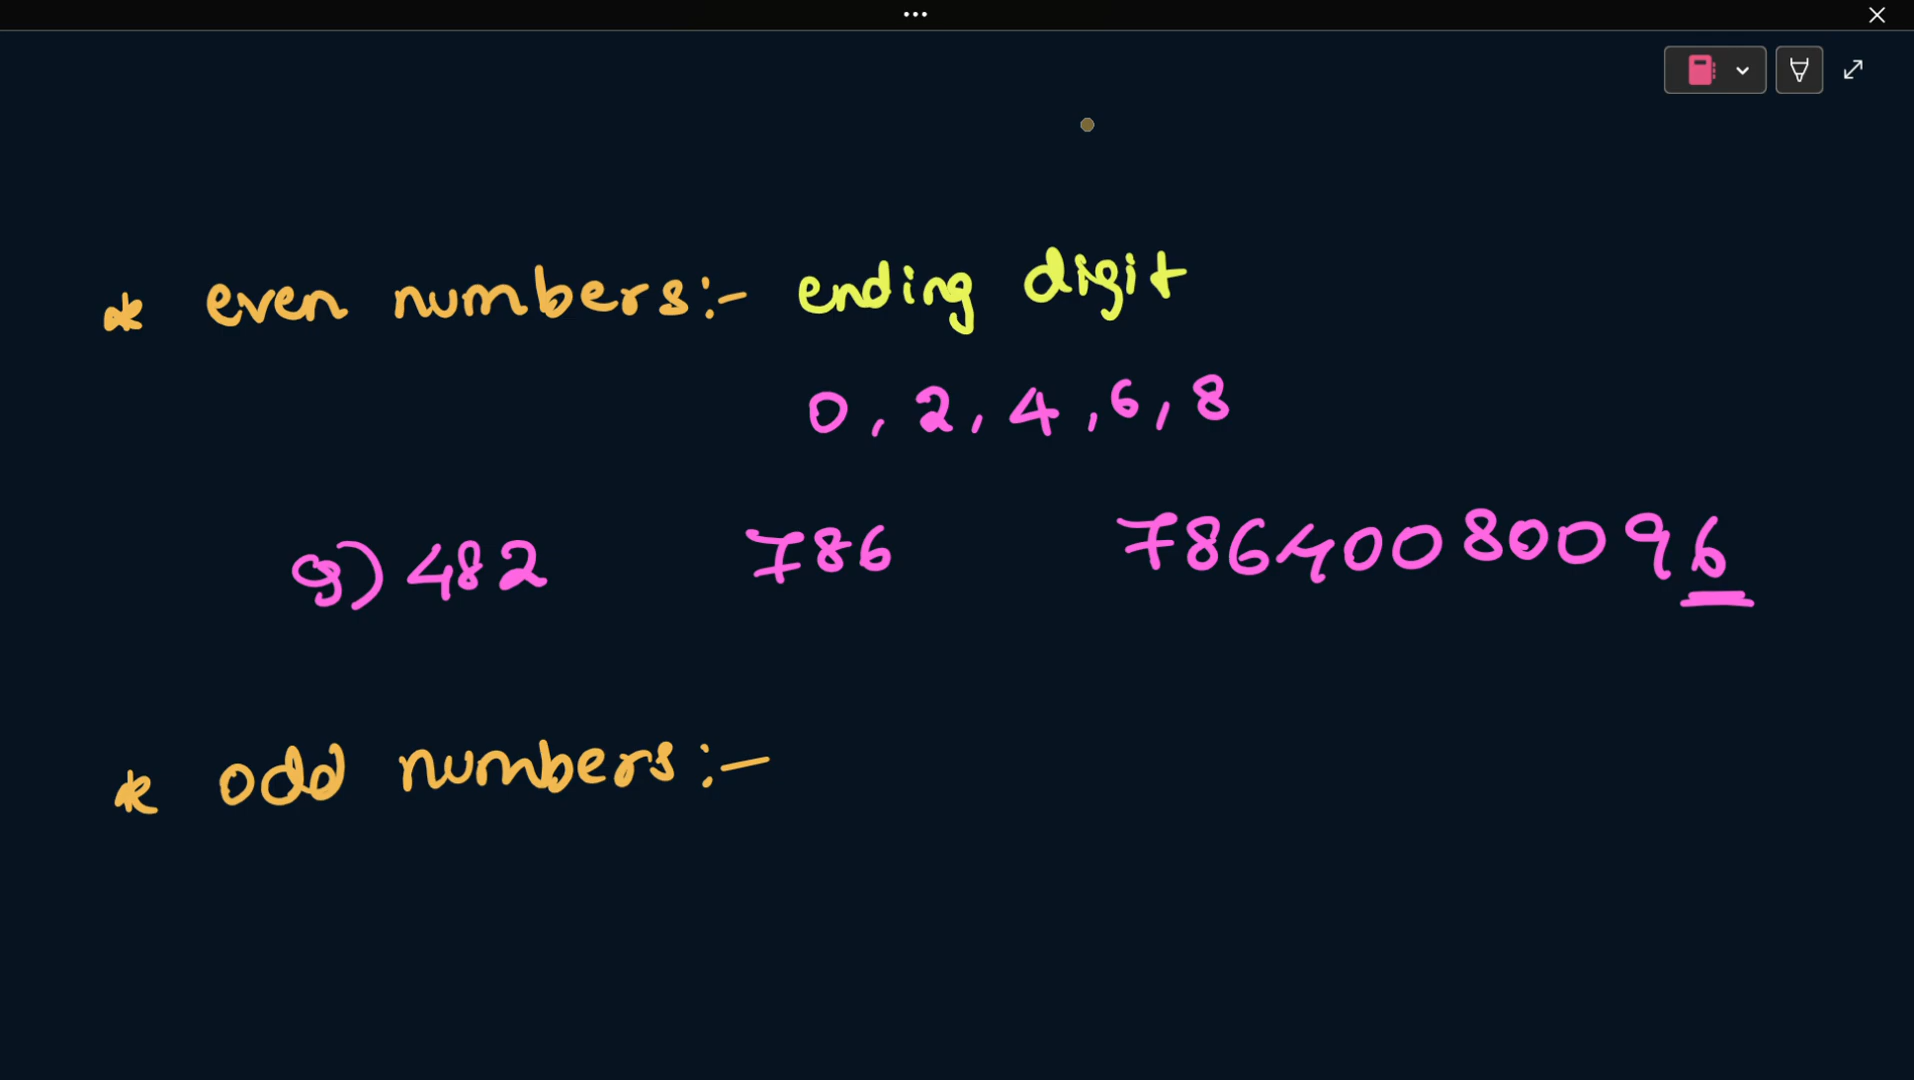 * even numbers:- ending digit
0, 2, 4, 6, 8
eg) 482 786 78640080096
* odd numbers:-